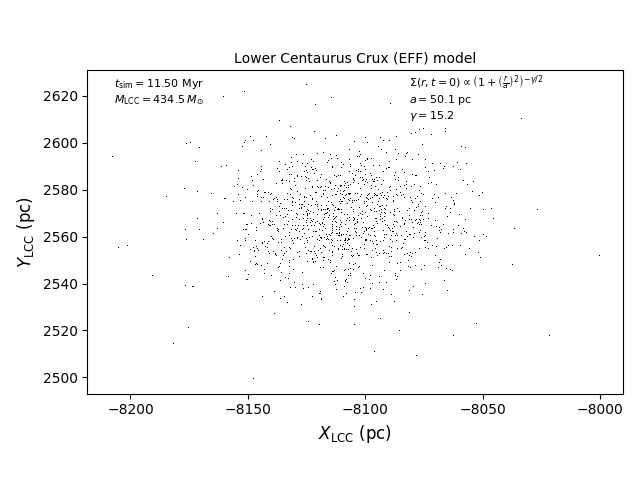 Lower Centaurus Crux (EFF) model
t_sim = 11.50 Myr
M_LCC = 434.5 M_⊙
Σ(r, t = 0) ∝ (1 + (r/a)²)^(−γ/2)
a = 50.1 pc
γ = 15.2
2620
2600
2580
2560
2540
2520
2500
Y_LCC (pc)
−8200 −8150 −8100 −8050 −8000
X_LCC (pc)